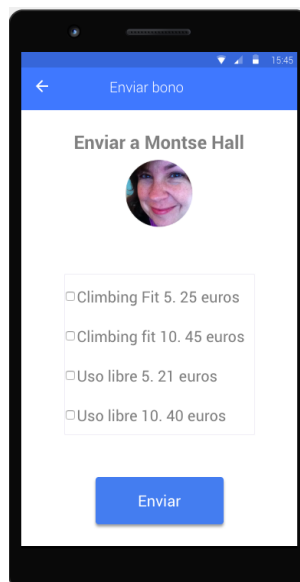 15:45
Enviar bono
Enviar a Montse Hall
Climbing Fit 5. 25 euros
Climbing fit 10. 45 euros
Uso libre 5. 21 euros
Uso libre 10. 40 euros
Enviar